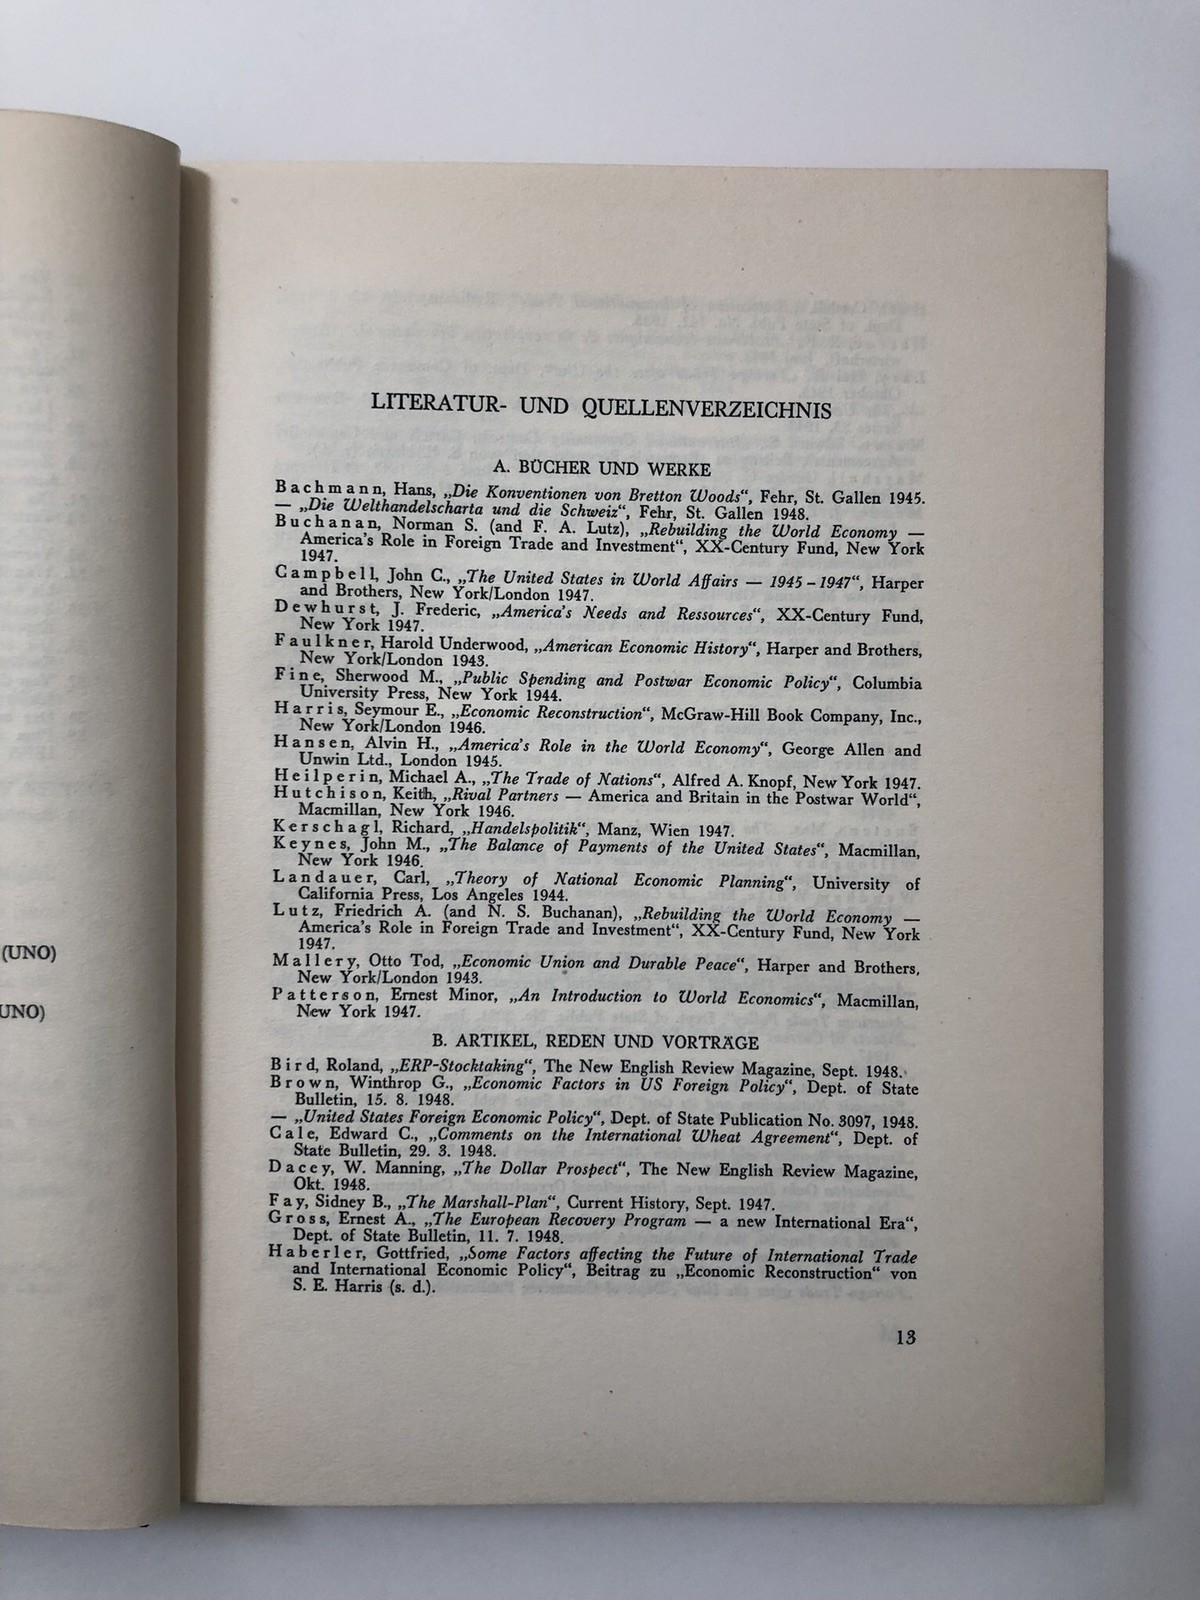 (UNO)
UNO)
LITERATUR- UND QUELLENVERZEICHNIS
A. BÜCHER UND WERKE
Bachmann, Hans, „Die Konventionen von Bretton Woods“, Fehr, St. Gallen 1945.
— „Die Welthandelscharta und die Schweiz“, Fehr, St. Gallen 1948.
Buchanan, Norman S. (and F. A. Lutz), „Rebuilding the World Economy —
America's Role in Foreign Trade and Investment“, XX-Century Fund, New York
1947.
Campbell, John C., „The United States in World Affairs — 1945–1947“, Harper
and Brothers, New York/London 1947.
Dewhurst, J. Frederic, „America's Needs and Ressources“, XX-Century Fund,
New York 1947.
Faulkner, Harold Underwood, „American Economic History“, Harper and Brothers,
New York/London 1943.
Fine, Sherwood M., „Public Spending and Postwar Economic Policy“, Columbia
University Press, New York 1944.
Harris, Seymour E., „Economic Reconstruction“, McGraw-Hill Book Company, Inc.,
New York/London 1946.
Hansen, Alvin H., „America's Role in the World Economy“, George Allen and
Unwin Ltd., London 1945.
Heilperin, Michael A., „The Trade of Nations“, Alfred A. Knopf, New York 1947.
Hutchison, Keith, „Rival Partners — America and Britain in the Postwar World“,
Macmillan, New York 1946.
Kerschagl, Richard, „Handelspolitik“, Manz, Wien 1947.
Keynes, John M., „The Balance of Payments of the United States“, Macmillan,
New York 1946.
Landauer, Carl, „Theory of National Economic Planning“, University of
California Press, Los Angeles 1944.
Lutz, Friedrich A. (and N. S. Buchanan), „Rebuilding the World Economy —
America's Role in Foreign Trade and Investment“, XX-Century Fund, New York
1947.
Mallery, Otto Tod, „Economic Union and Durable Peace“, Harper and Brothers,
New York/London 1943.
Patterson, Ernest Minor, „An Introduction to World Economics“, Macmillan,
New York 1947.
B. ARTIKEL, REDEN UND VORTRÄGE
Bird, Roland, „ERP-Stocktaking“, The New English Review Magazine, Sept. 1948.
Brown, Winthrop G., „Economic Factors in US Foreign Policy“, Dept. of State
Bulletin, 15. 8. 1948.
— „United States Foreign Economic Policy“, Dept. of State Publication No. 3097, 1948.
Cale, Edward C., „Comments on the International Wheat Agreement“, Dept. of
State Bulletin, 29. 3. 1948.
Dacey, W. Manning, „The Dollar Prospect“, The New English Review Magazine,
Okt. 1948.
Fay, Sidney B., „The Marshall-Plan“, Current History, Sept. 1947.
Gross, Ernest A., „The European Recovery Program — a new International Era“,
Dept. of State Bulletin, 11. 7. 1948.
Haberler, Gottfried, „Some Factors affecting the Future of International Trade
and International Economic Policy“, Beitrag zu „Economic Reconstruction“ von
S. E. Harris (s. d.).
13